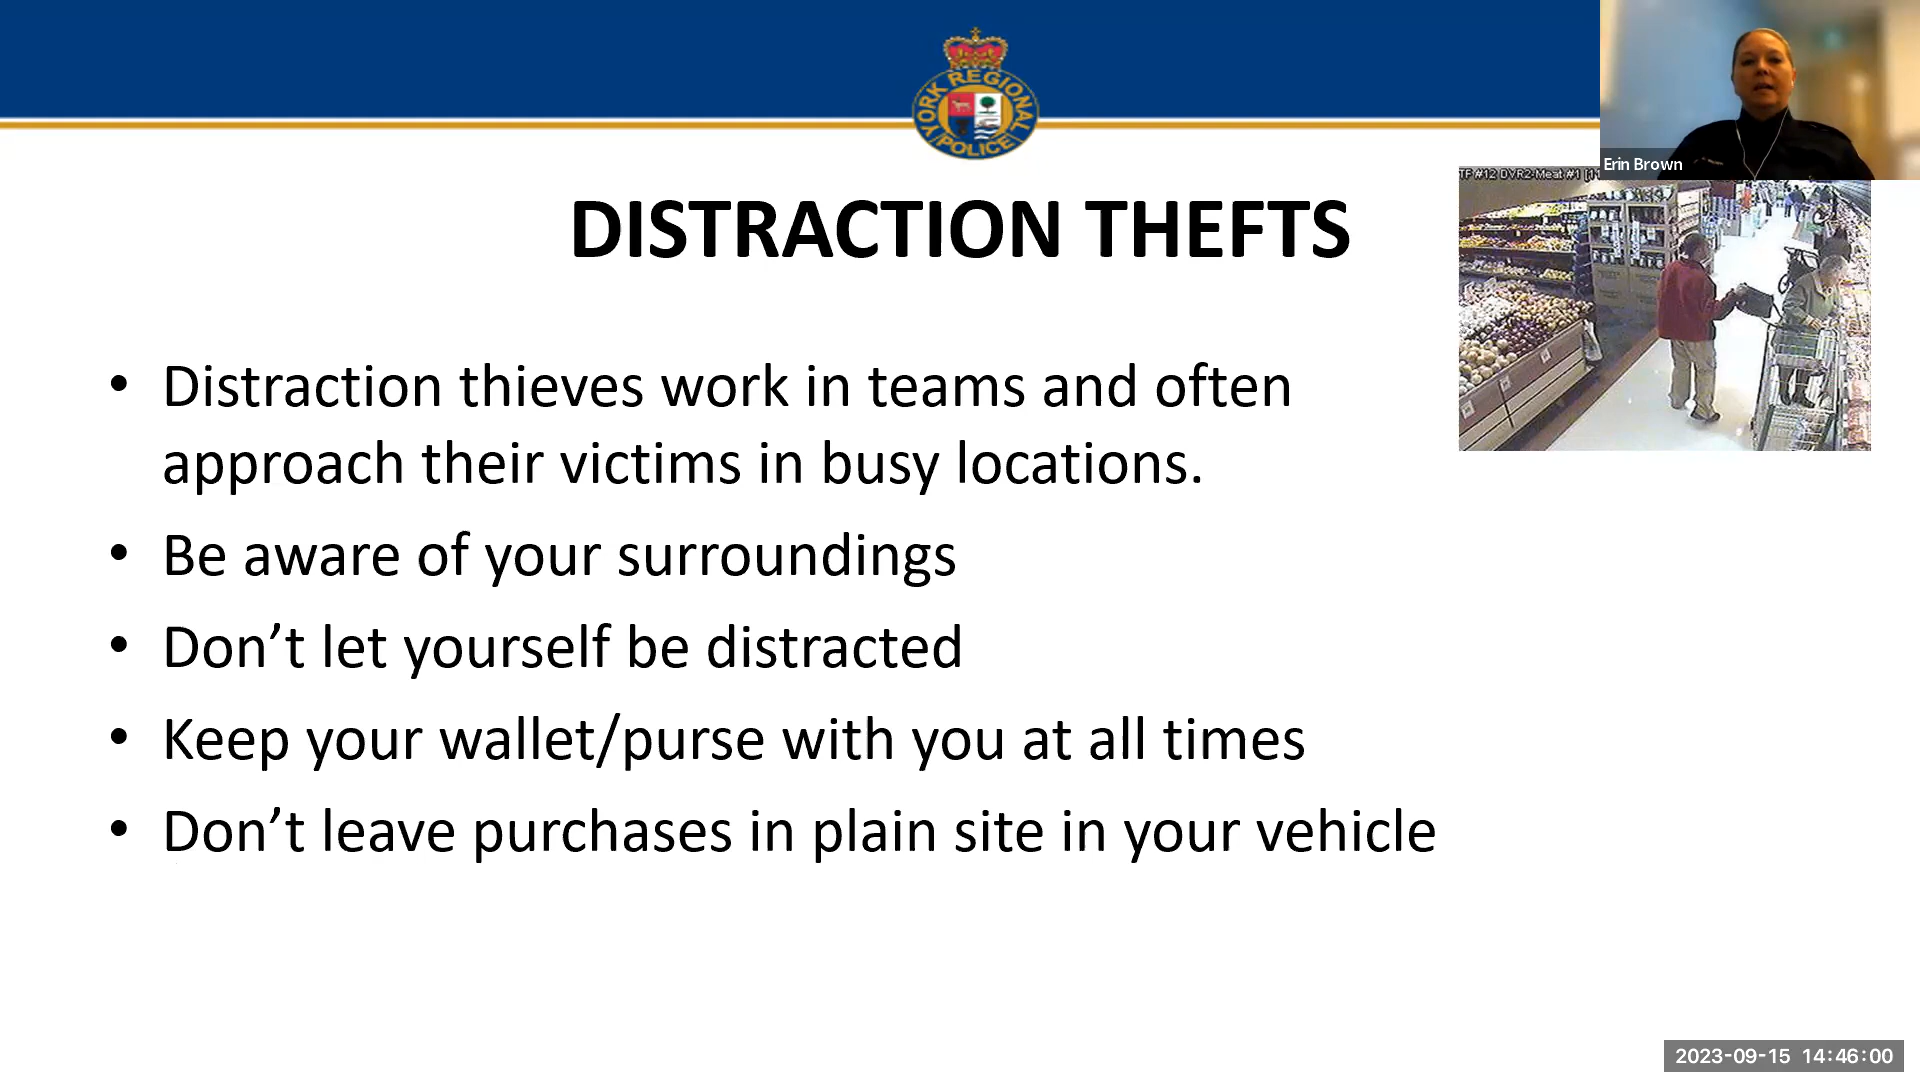 YORK REGIONAL
POLICE
Erin Brown
TF #12 DVR2-Meat #1
DISTRACTION THEFTS
• Distraction thieves work in teams and often
approach their victims in busy locations.
• Be aware of your surroundings
• Don’t let yourself be distracted
• Keep your wallet/purse with you at all times
• Don’t leave purchases in plain site in your vehicle
2023-09-15 14:46:00